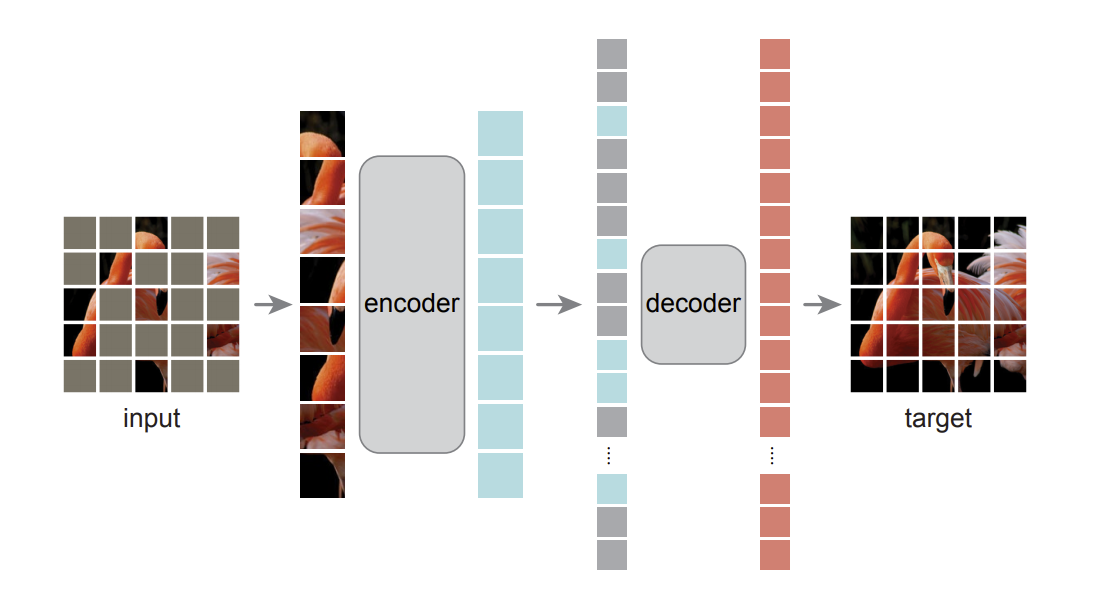 input
encoder
decoder
target